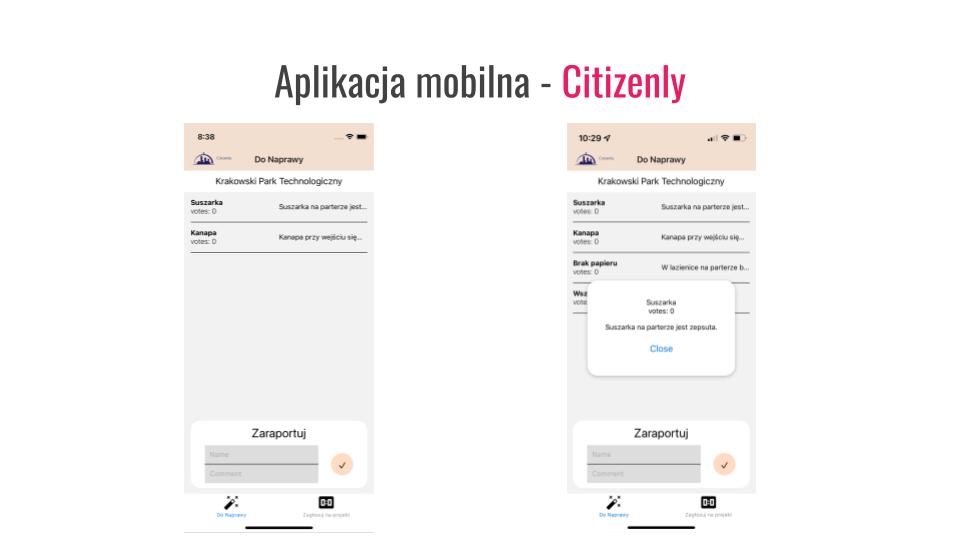 Aplikacja mobilna - Citizenly
8:38
Citizenly
Do Naprawy
Krakowski Park Technologiczny
Suszarka
votes: 0
Suszarka na parterze jest...
Kanapa
votes: 0
Kanapa przy wejściu się...
Zaraportuj
Name
Comment
Do Naprawy
Zagłosuj na projekt
10:29
Citizenly
Do Naprawy
Krakowski Park Technologiczny
Suszarka
votes: 0
Suszarka na parterze jest...
Kanapa
votes: 0
Kanapa przy wejściu się...
Brak papieru
votes: 0
W lazienice na parterze b...
Wsz
vote
Suszarka
votes: 0
Suszarka na parterze jest zepsuta.
Close
Zaraportuj
Name
Comment
Do Naprawy
Zagłosuj na projekt